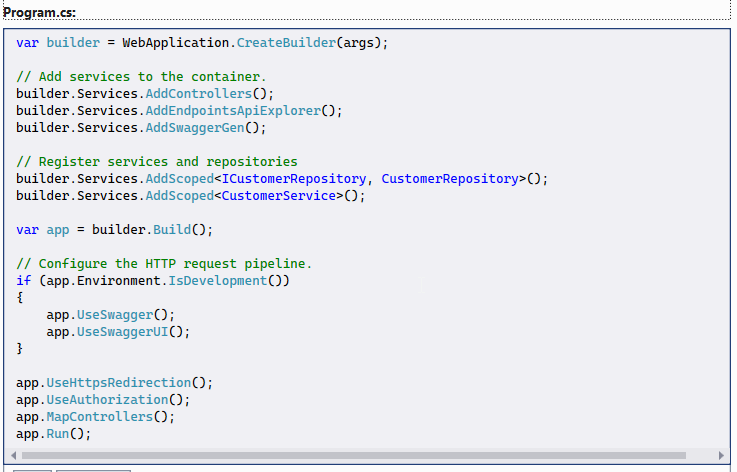 Program.cs:
var builder = WebApplication.CreateBuilder(args);
// Add services to the container.
builder.Services.AddControllers();
builder.Services.AddEndpointsApiExplorer();
builder.Services.AddSwaggerGen();
// Register services and repositories
builder.Services.AddScoped<ICustomerRepository, CustomerRepository>();
builder.Services.AddScoped<CustomerService>();
var app = builder.Build();
// Configure the HTTP request pipeline.
if (app.Environment.IsDevelopment())
{
    app.UseSwagger();
    app.UseSwaggerUI();
}
app.UseHttpsRedirection();
app.UseAuthorization();
app.MapControllers();
app.Run();